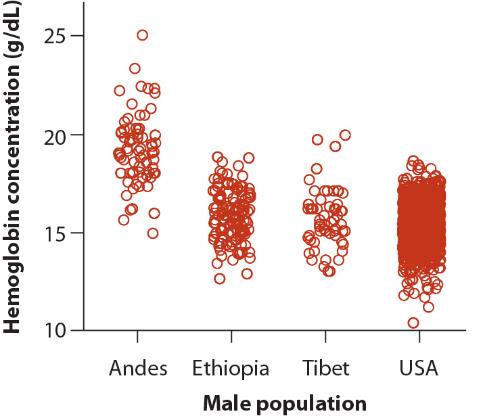 Hemoglobin concentration (g/dL)
25
20
15
10
Andes
Ethiopia
Tibet
USA
Male population